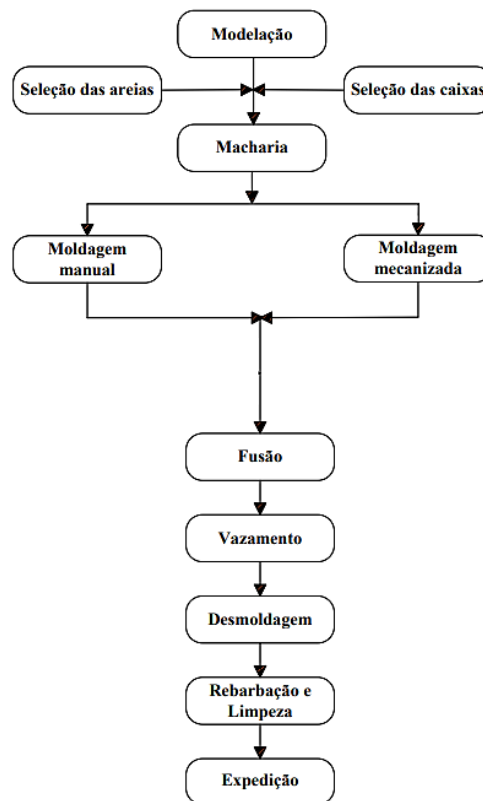 Modelação
Seleção das areias
Seleção das caixas
Macharia
Moldagem
manual
Moldagem
mecanizada
Fusão
Vazamento
Desmoldagem
Rebarbação e
Limpeza
Expedição